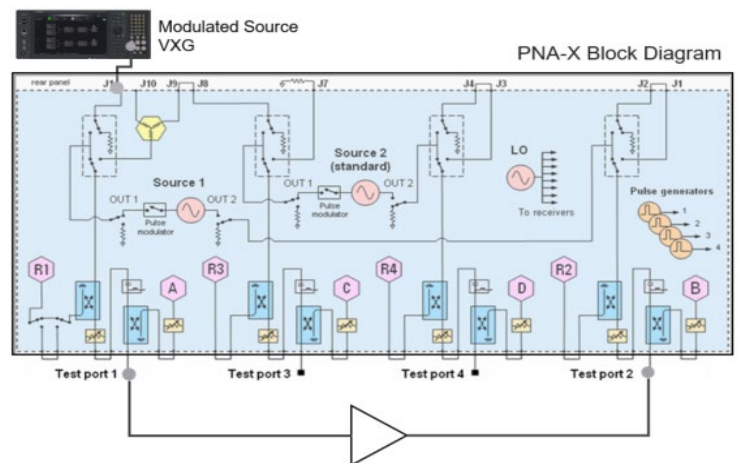 Modulated Source
VXG
PNA-X Block Diagram
rear panel
J11 J10 J9 J8 J7 J4 J3 J2 J1
Source 1
OUT 1 OUT 2
Pulse
modulator
Source 2
(standard)
OUT 1 OUT 2
Pulse
modulator
LO
To receivers
Pulse generators
1
2
3
4
R1 A R3 C R4 D R2 B
Test port 1 Test port 3 Test port 4 Test port 2